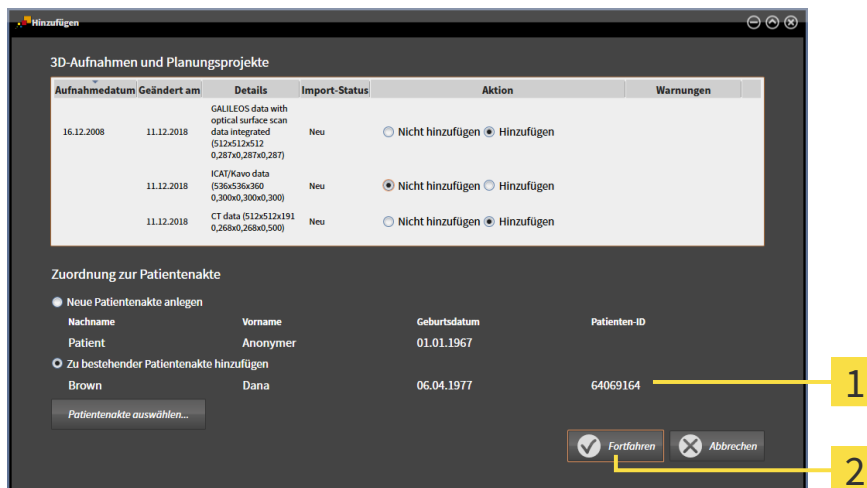 Hinzufügen
3D-Aufnahmen und Planungsprojekte
Aufnahmedatum Geändert am Details Import-Status Aktion Warnungen
GALILEOS data with
optical surface scan
16.12.2008 11.12.2018 data integrated Neu Nicht hinzufügen Hinzufügen
(512x512x512
0,287x0,287x0,287)
ICAT/Kavo data
11.12.2018 (536x536x360 Neu Nicht hinzufügen Hinzufügen
0,300x0,300x0,300)
11.12.2018 CT data (512x512x191 Neu Nicht hinzufügen Hinzufügen
0,268x0,268x0,500)
Zuordnung zur Patientenakte
Neue Patientenakte anlegen
Nachname Vorname Geburtsdatum Patienten-ID
Patient Anonymer 01.01.1967
Zu bestehender Patientenakte hinzufügen
Brown Dana 06.04.1977 64069164 1
Patientenakte auswählen...
Fortfahren Abbrechen
2